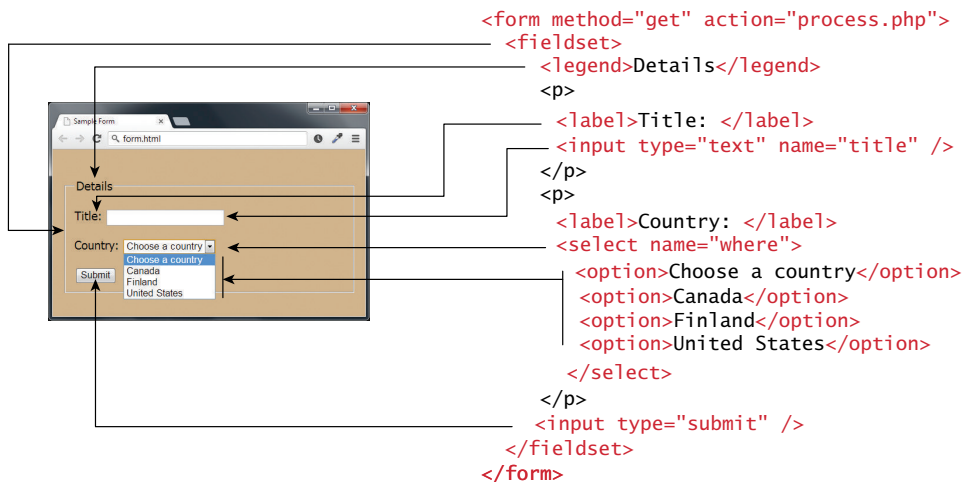 <form method="get" action="process.php">
<fieldset>
<legend>Details</legend>
<p>
<label>Title: </label>
<input type="text" name="title" />
</p>
<p>
<label>Country: </label>
<select name="where">
<option>Choose a country</option>
<option>Canada</option>
<option>Finland</option>
<option>United States</option>
</select>
</p>
<input type="submit" />
</fieldset>
</form>
Sample Form
form.html
Details
Title:
Country: Choose a country
Choose a country
Canada
Finland
United States
Submit